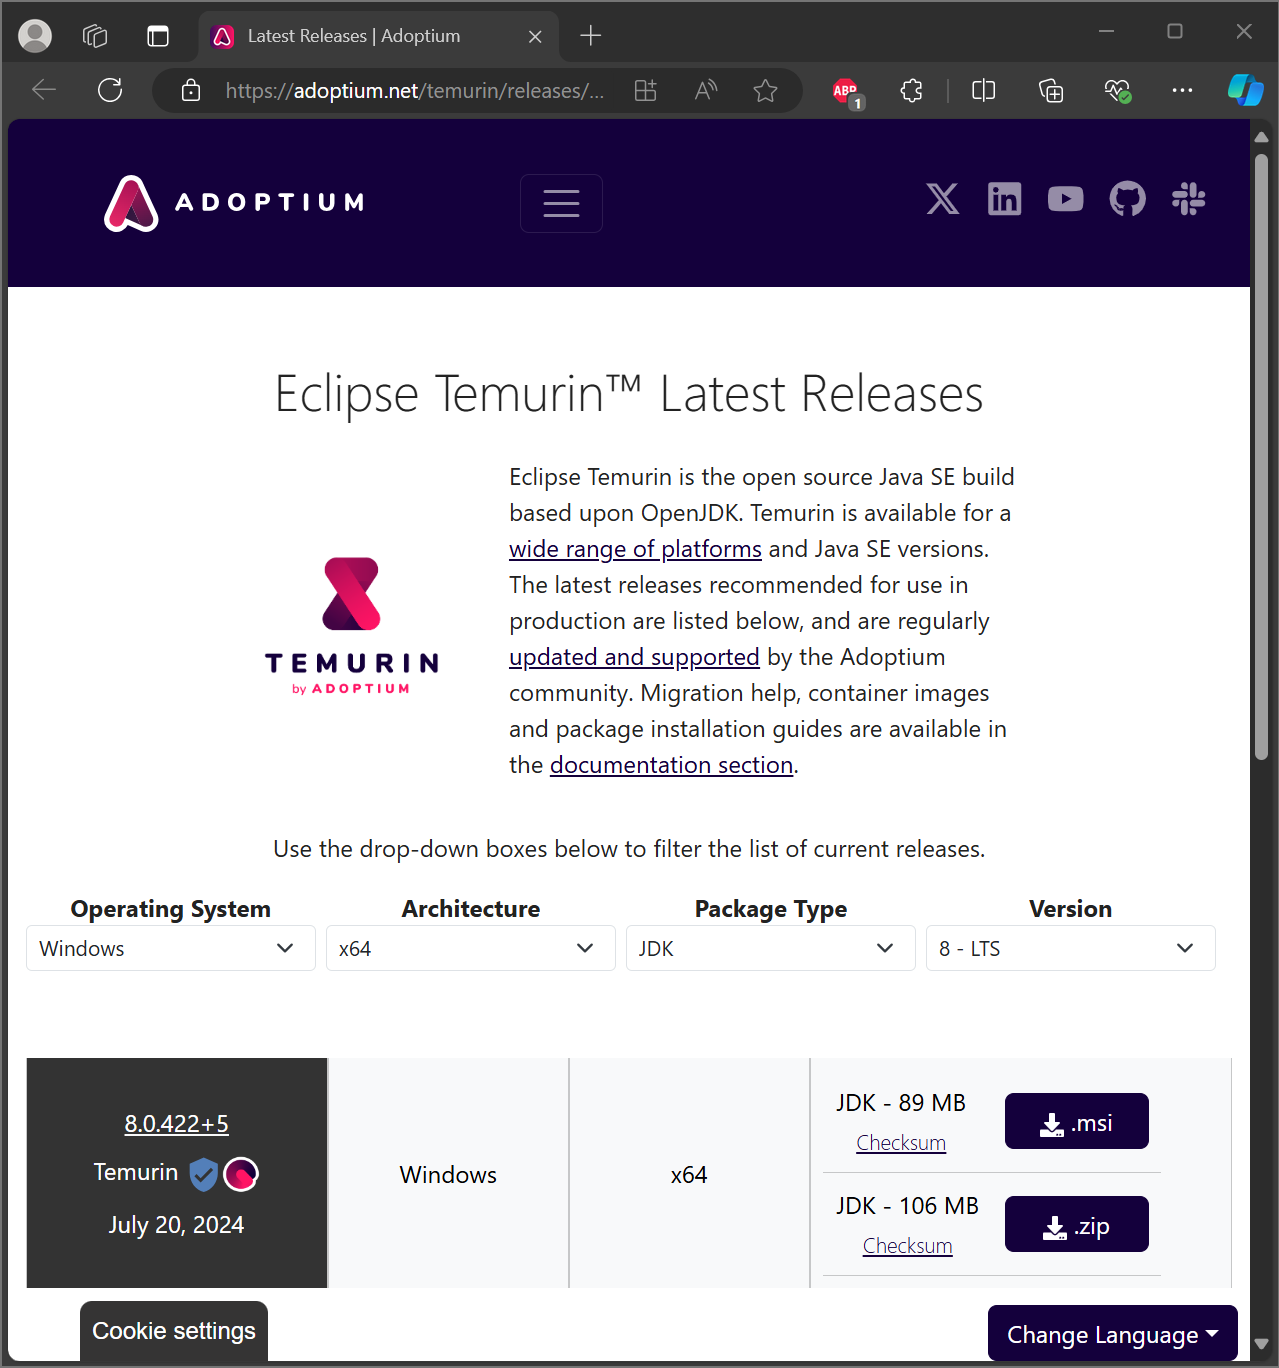 Latest Releases | Adoptium
https://adoptium.net/temurin/releases/...
ABP
1
ADOPTIUM
Eclipse Temurin™ Latest Releases
TEMURIN
by ADOPTIUM
Eclipse Temurin is the open source Java SE build
based upon OpenJDK. Temurin is available for a
wide range of platforms and Java SE versions.
The latest releases recommended for use in
production are listed below, and are regularly
updated and supported by the Adoptium
community. Migration help, container images
and package installation guides are available in
the documentation section.
Use the drop-down boxes below to filter the list of current releases.
Operating System Architecture Package Type Version
Windows x64 JDK 8 - LTS
8.0.422+5
Temurin
July 20, 2024
Windows
x64
JDK - 89 MB
Checksum
.msi
JDK - 106 MB
Checksum
.zip
Cookie settings
Change Language